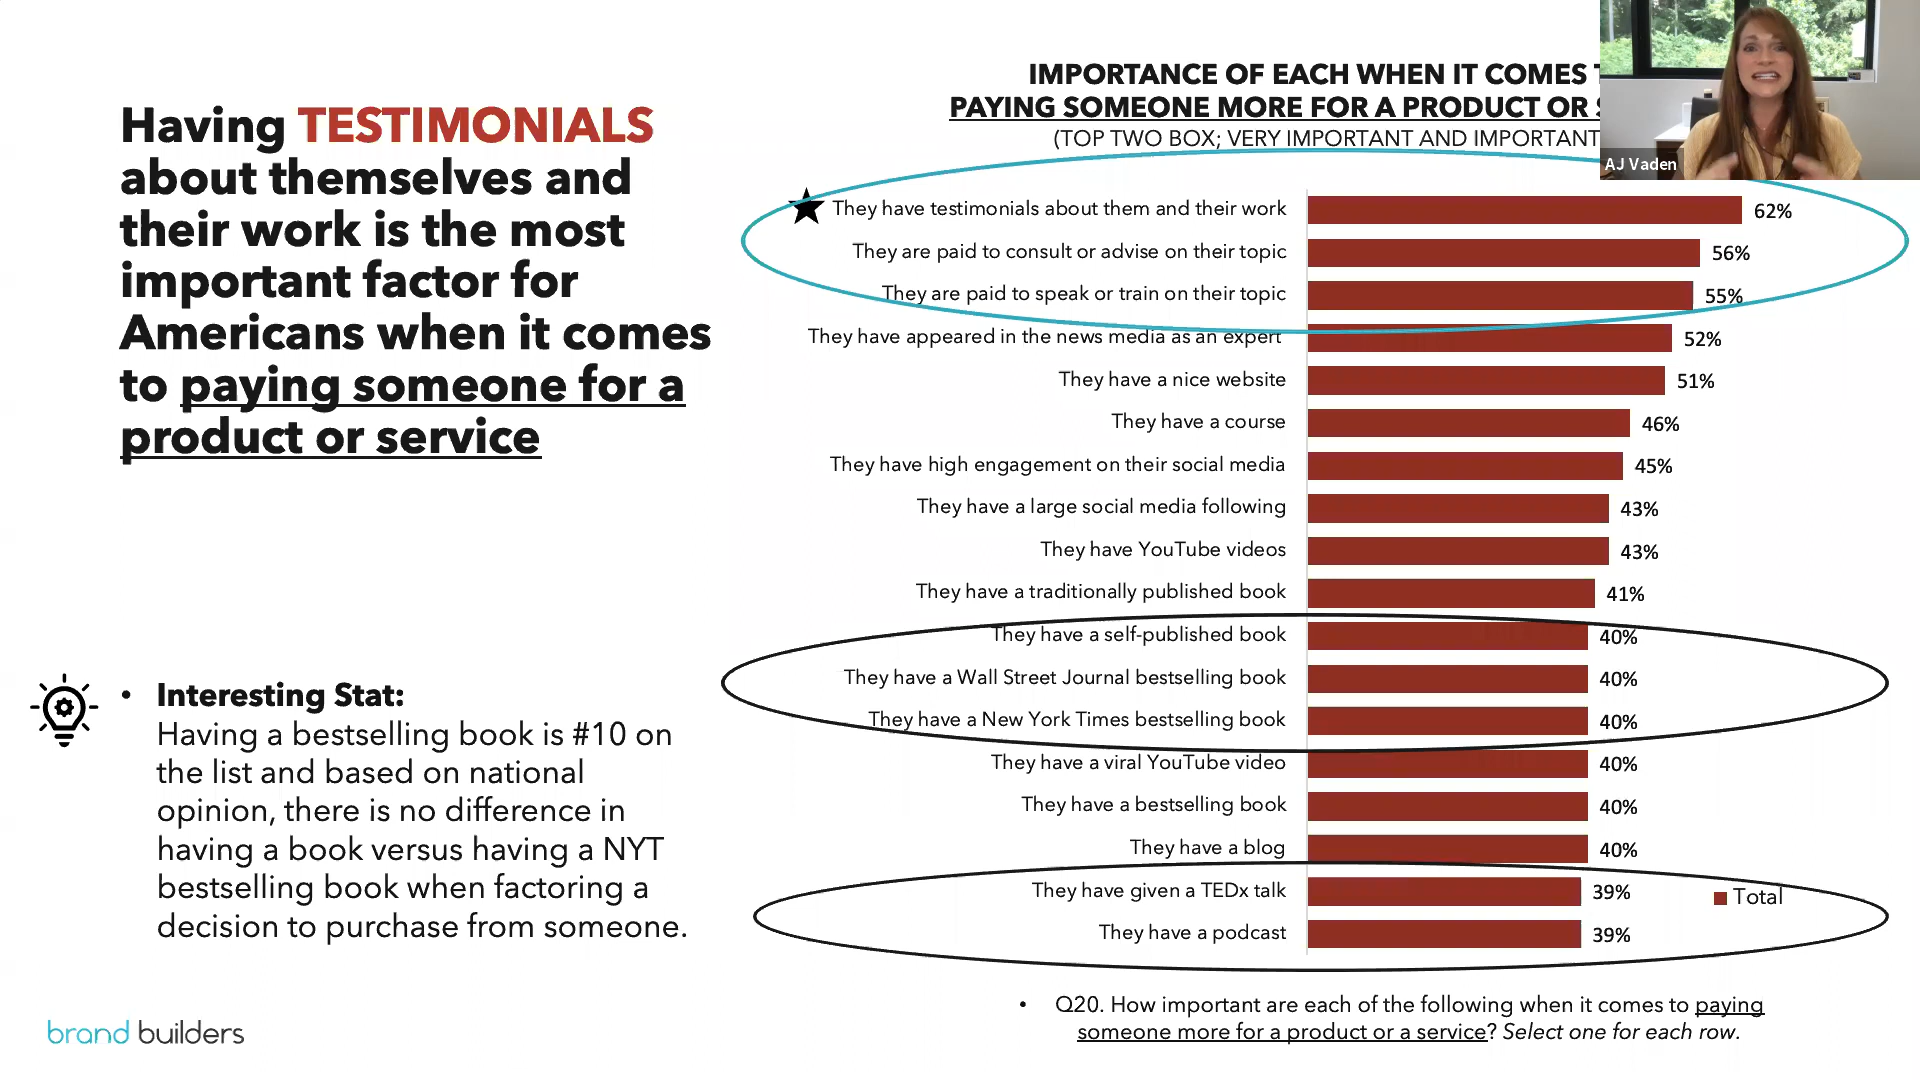 Having TESTIMONIALS
about themselves and
their work is the most
important factor for
Americans when it comes
to paying someone for a
product or service
• Interesting Stat:
Having a bestselling book is #10 on
the list and based on national
opinion, there is no difference in
having a book versus having a NYT
bestselling book when factoring a
decision to purchase from someone.
brand builders
IMPORTANCE OF EACH WHEN IT COMES
PAYING SOMEONE MORE FOR A PRODUCT OR
(TOP TWO BOX; VERY IMPORTANT AND IMPORTANT
AJ Vaden
They have testimonials about them and their work 62%
They are paid to consult or advise on their topic 56%
They are paid to speak or train on their topic 55%
They have appeared in the news media as an expert 52%
They have a nice website 51%
They have a course 46%
They have high engagement on their social media 45%
They have a large social media following 43%
They have YouTube videos 43%
They have a traditionally published book 41%
They have a self-published book 40%
They have a Wall Street Journal bestselling book 40%
They have a New York Times bestselling book 40%
They have a viral YouTube video 40%
They have a bestselling book 40%
They have a blog 40%
They have given a TEDx talk 39%
Total
They have a podcast 39%
• Q20. How important are each of the following when it comes to paying
someone more for a product or a service? Select one for each row.